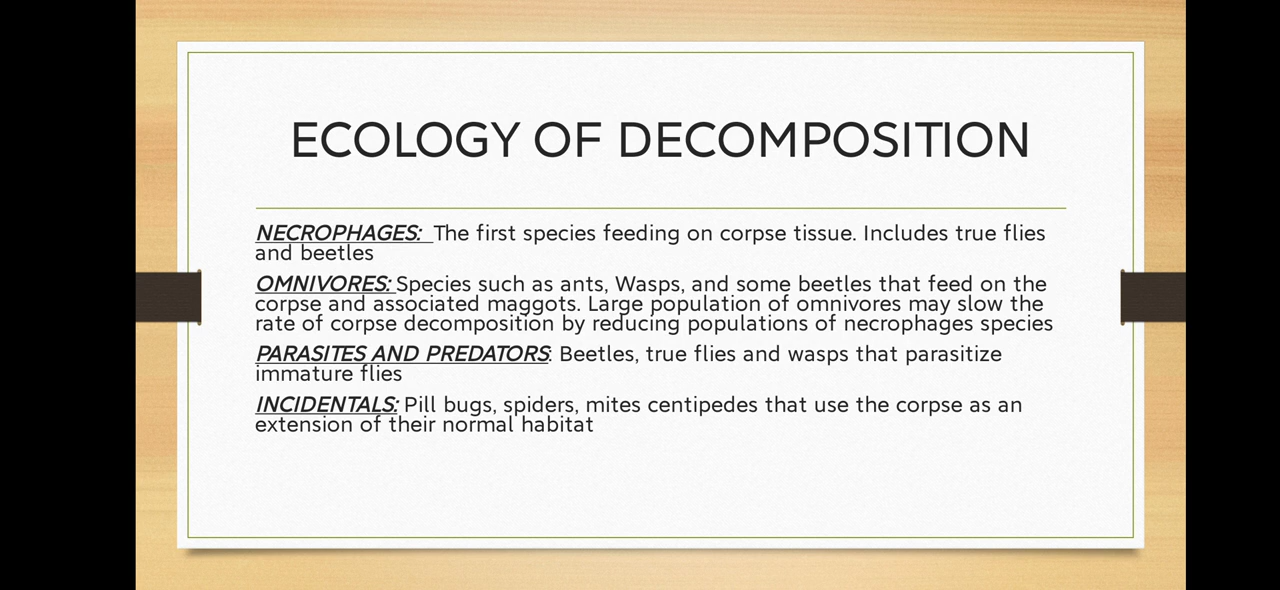 ECOLOGY OF DECOMPOSITION
NECROPHAGES: The first species feeding on corpse tissue. Includes true flies
and beetles
OMNIVORES: Species such as ants, Wasps, and some beetles that feed on the
corpse and associated maggots. Large population of omnivores may slow the
rate of corpse decomposition by reducing populations of necrophages species
PARASITES AND PREDATORS: Beetles, true flies and wasps that parasitize
immature flies
INCIDENTALS: Pill bugs, spiders, mites centipedes that use the corpse as an
extension of their normal habitat